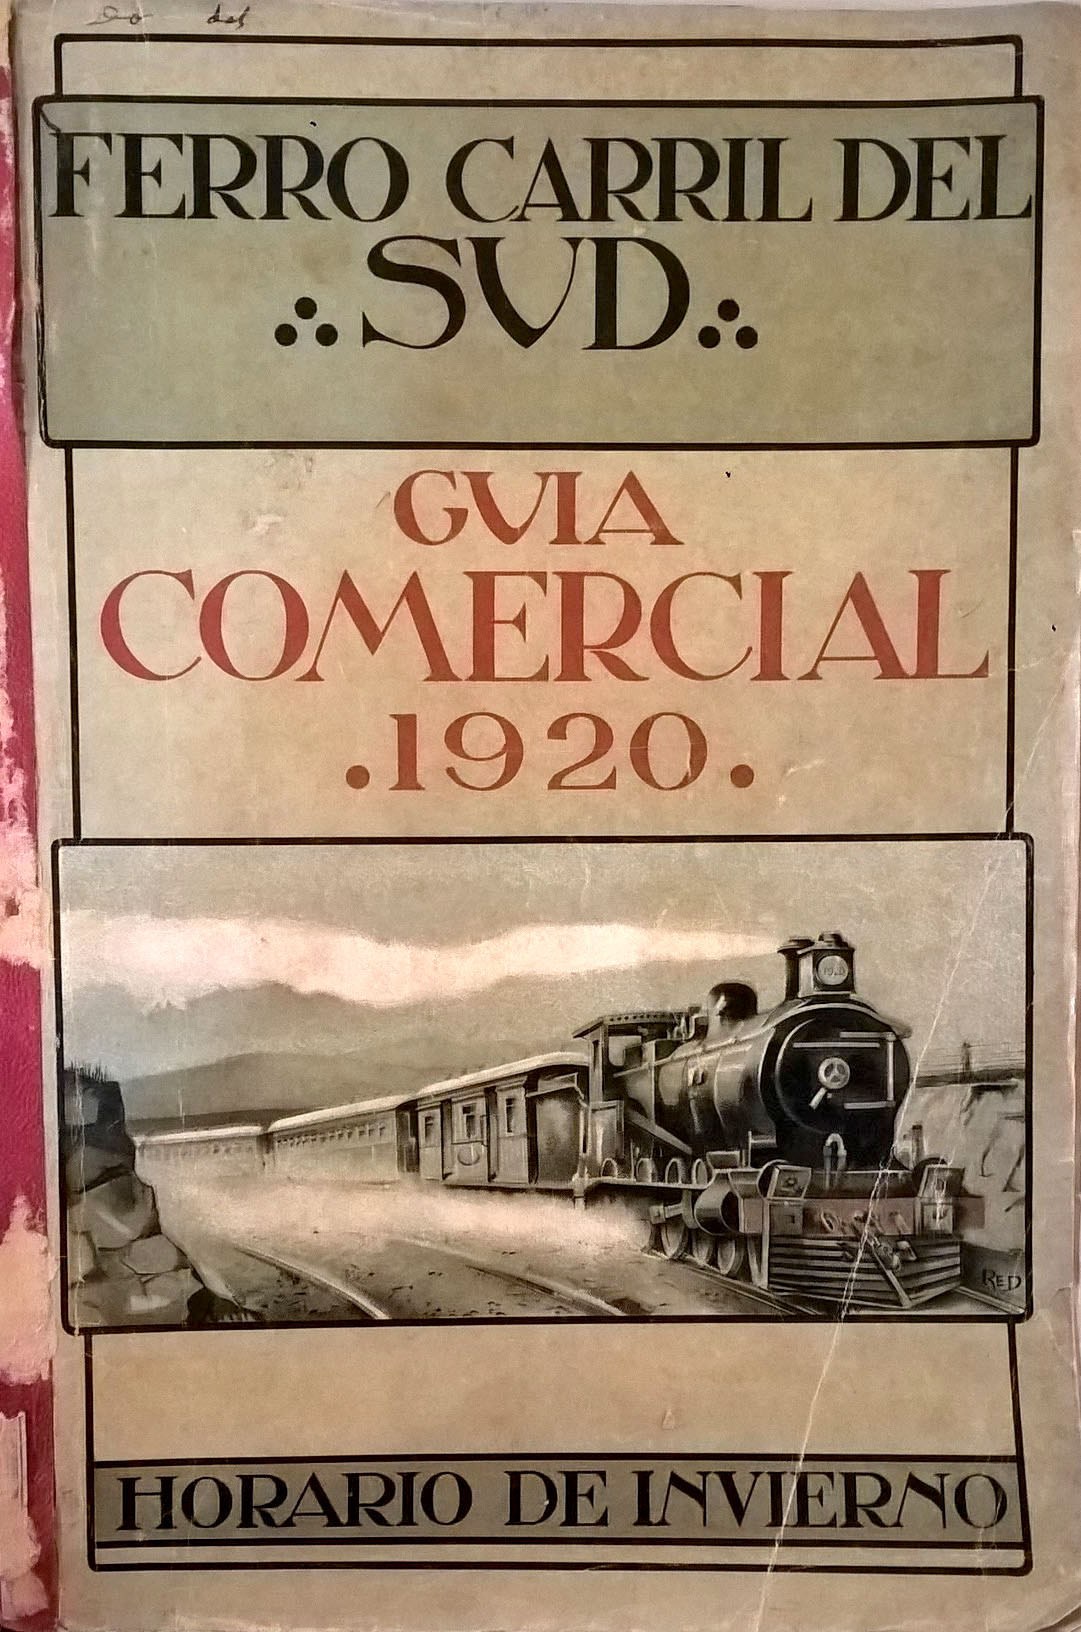 FERRO CARRIL DEL
SVD
GVIA
COMERCIAL
.1920.
RED
HORARIO DE INVIERNO